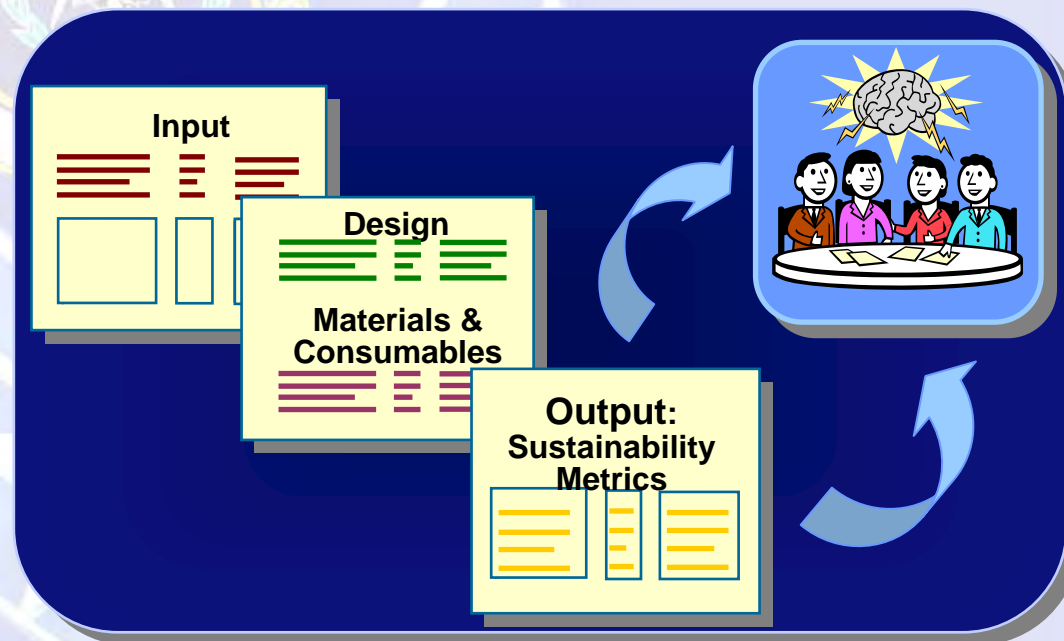 Input
Design
Materials &
Consumables
Output:
Sustainability
Metrics